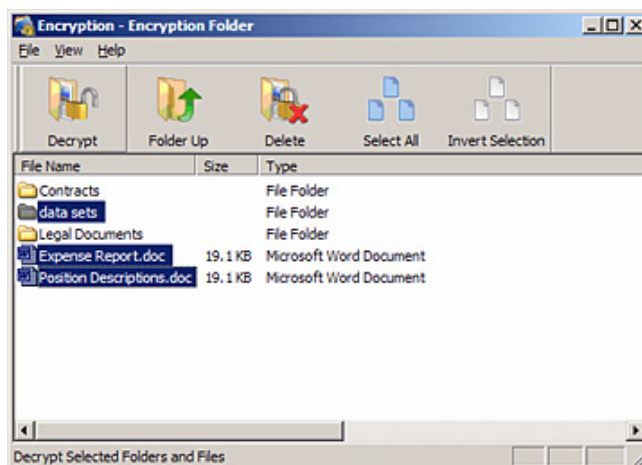 Encryption - Encryption Folder
File View Help
Decrypt Folder Up Delete Select All Invert Selection
File Name Size Type
Contracts File Folder
data sets File Folder
Legal Documents File Folder
Expense Report.doc 19.1 KB Microsoft Word Document
Position Descriptions.doc 19.1 KB Microsoft Word Document
Decrypt Selected Folders and Files